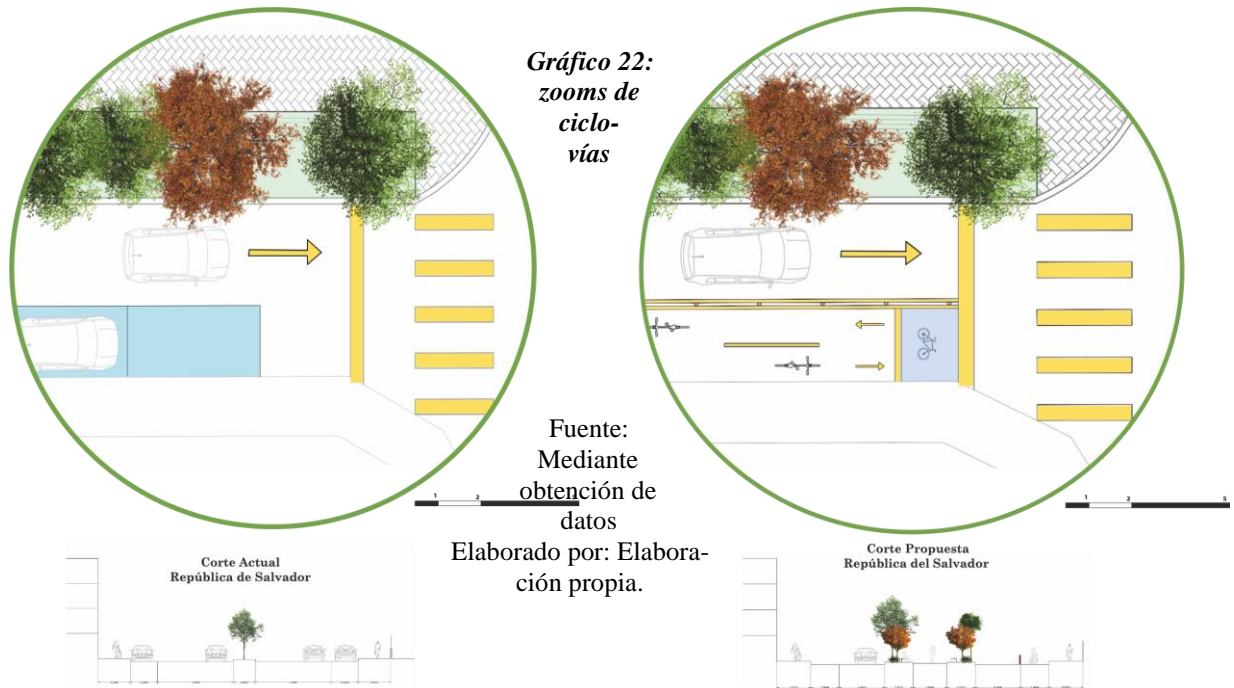 Gráfico 22:
zooms de
ciclo-
vías
Fuente:
Mediante
obtención de
datos
Elaborado por: Elabora-
ción propia.
1 2
1 2 5
Corte Actual
República de Salvador
Corte Propuesta
República del Salvador